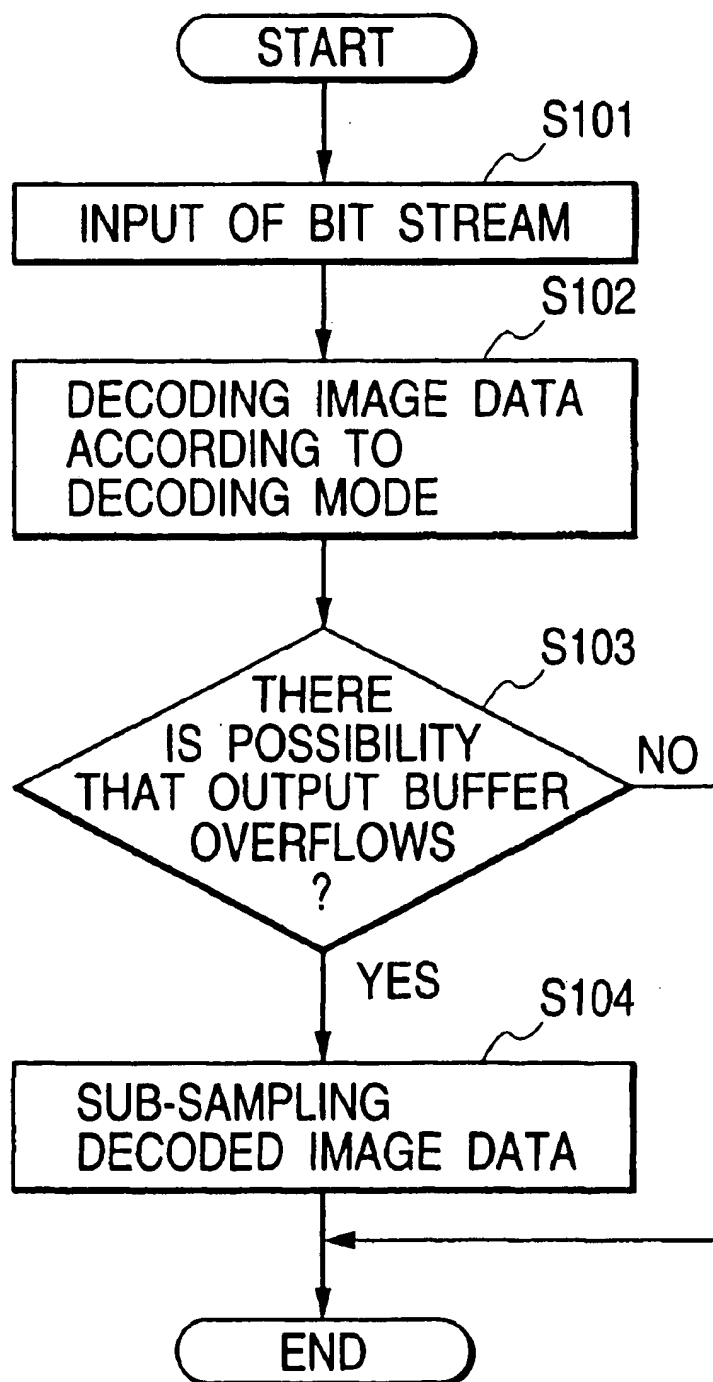 START
S101
INPUT OF BIT STREAM
S102
DECODING IMAGE DATA
ACCORDING TO
DECODING MODE
S103
THERE
IS POSSIBILITY
THAT OUTPUT BUFFER
OVERFLOWS
?
NO
YES
S104
SUB-SAMPLING
DECODED IMAGE DATA
END